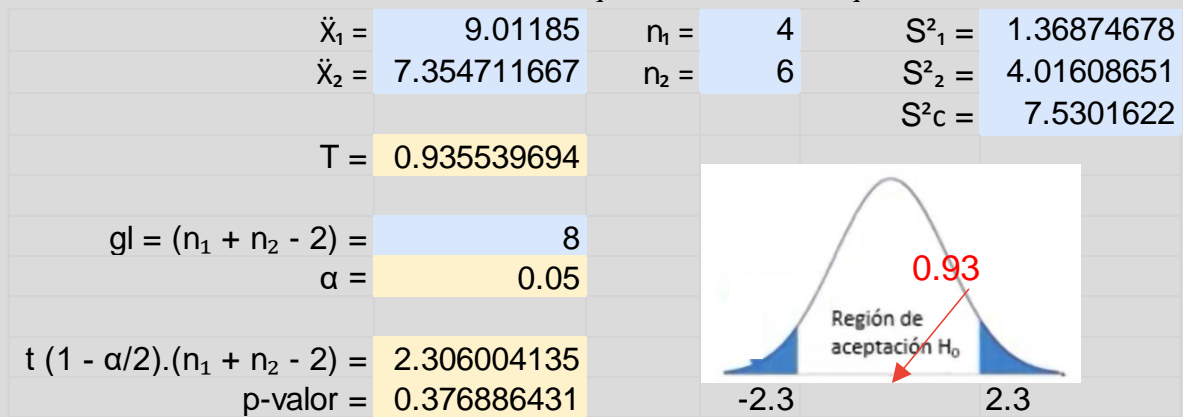 Ẍ₁ = 9.01185 n₁ = 4 S²₁ = 1.36874678
Ẍ₂ = 7.354711667 n₂ = 6 S²₂ = 4.01608651
S²c = 7.5301622
T = 0.935539694
gl = (n₁ + n₂ - 2) = 8
α = 0.05
0.93
Región de
aceptación H₀
t (1 - α/2).(n₁ + n₂ - 2) = 2.306004135
p-valor = 0.376886431 -2.3 2.3